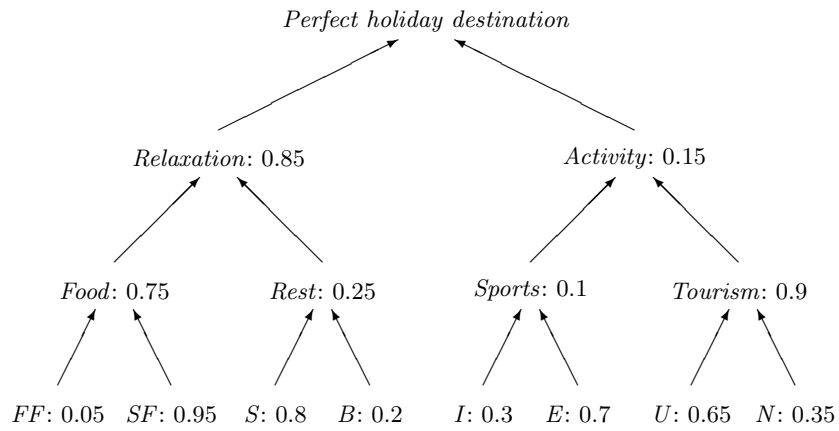 Perfect holiday destination
Relaxation: 0.85 Activity: 0.15
Food: 0.75 Rest: 0.25 Sports: 0.1 Tourism: 0.9
FF: 0.05 SF: 0.95 S: 0.8 B: 0.2 I: 0.3 E: 0.7 U: 0.65 N: 0.35